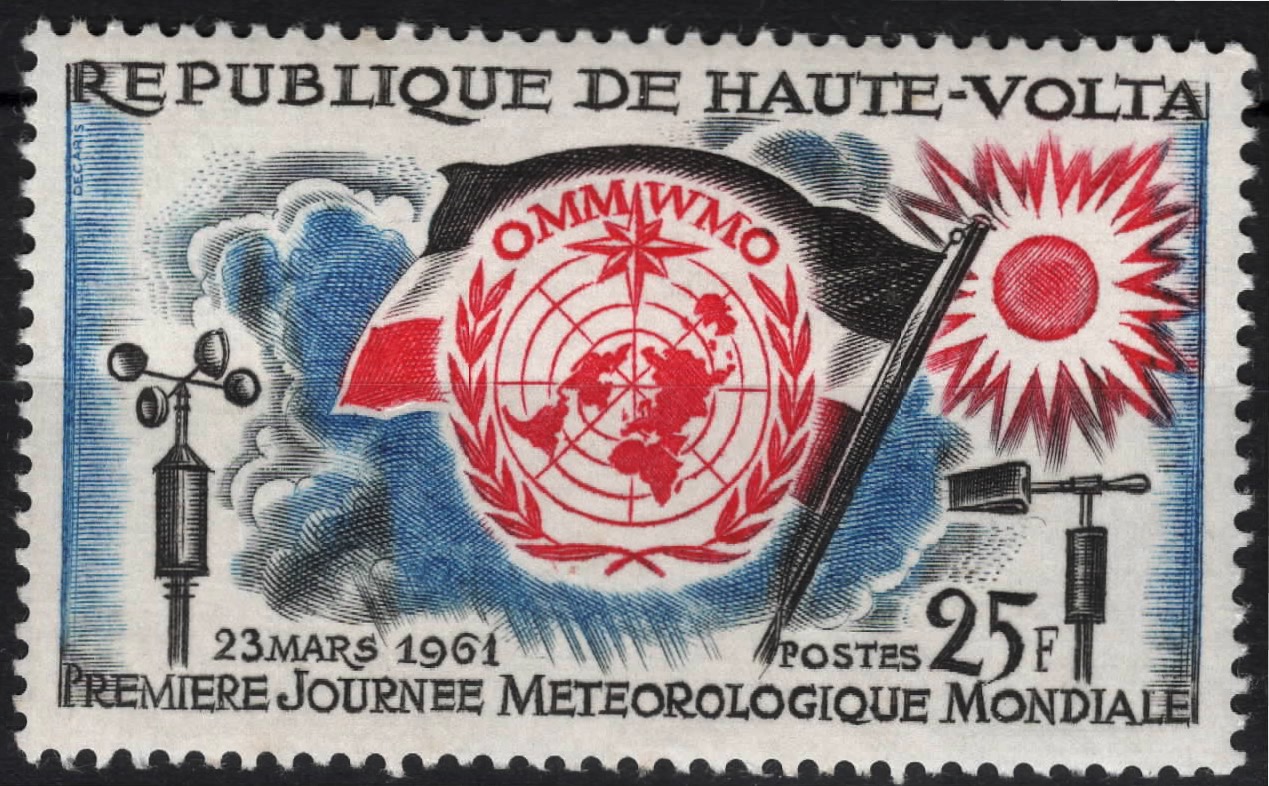 REPUBLIQUE DE HAUTE-VOLTA
DECARIS
OMM WMO
23 MARS 1961
POSTES 25F
PREMIERE JOURNEE METEOROLOGIQUE MONDIALE